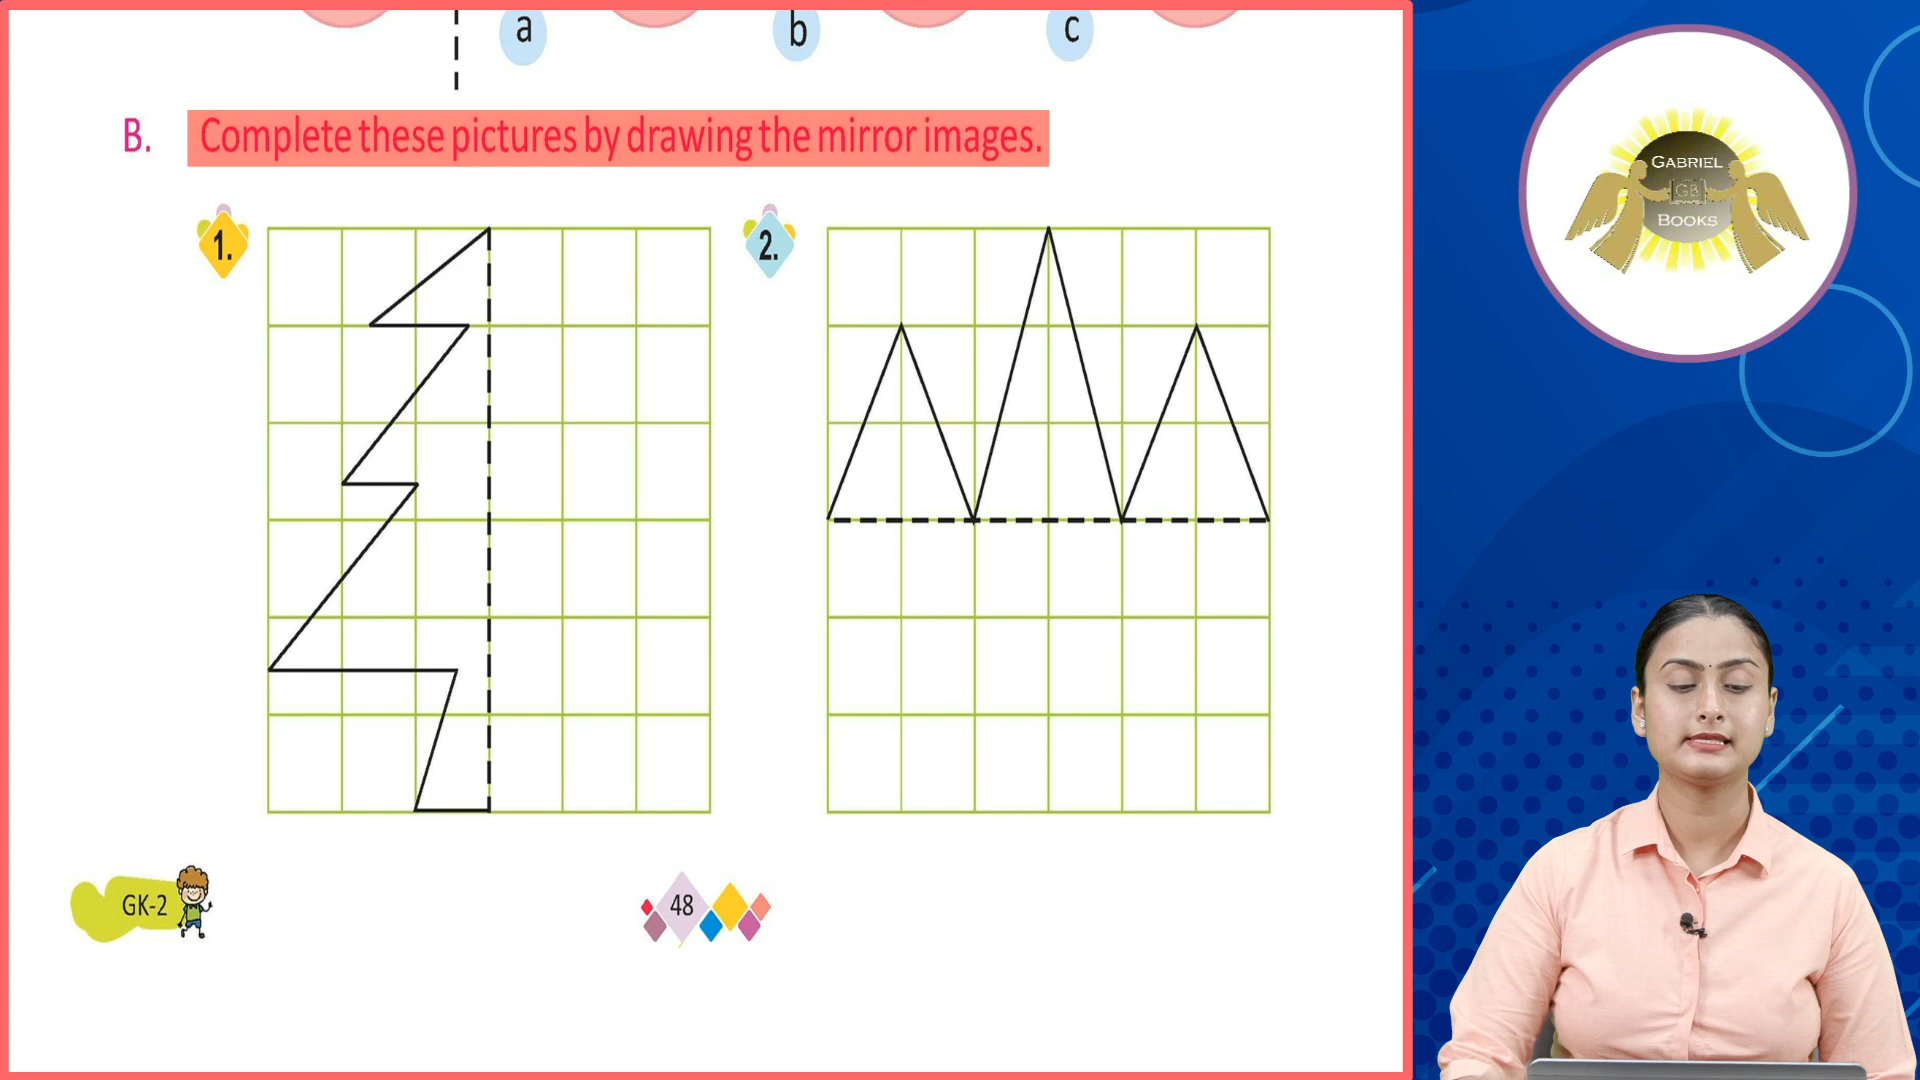 a b c
B. Complete these pictures by drawing the mirror images.
1. 2.
GK-2 48
GABRIEL
GB
BOOKS